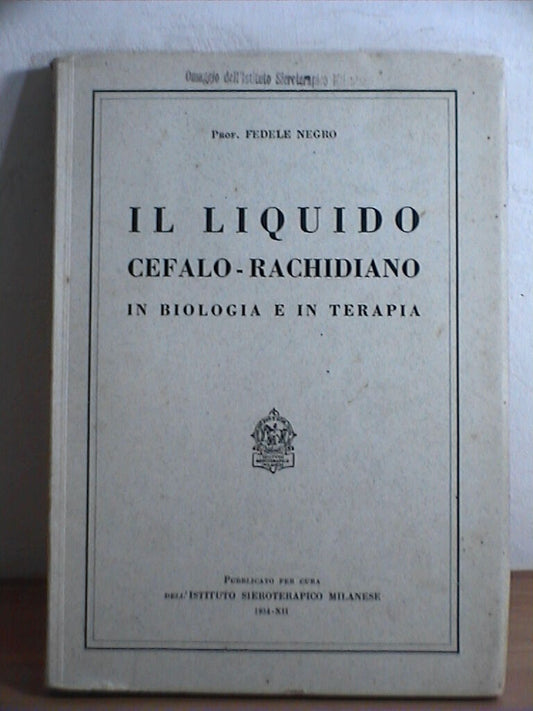 Omaggio dell'Istituto Sieroterapico
Prof. FEDELE NEGRO
IL LIQUIDO
CEFALO - RACHIDIANO
IN BIOLOGIA E IN TERAPIA
Pubblicato per cura
dell'ISTITUTO SIEROTERAPICO MILANESE
1934-XII